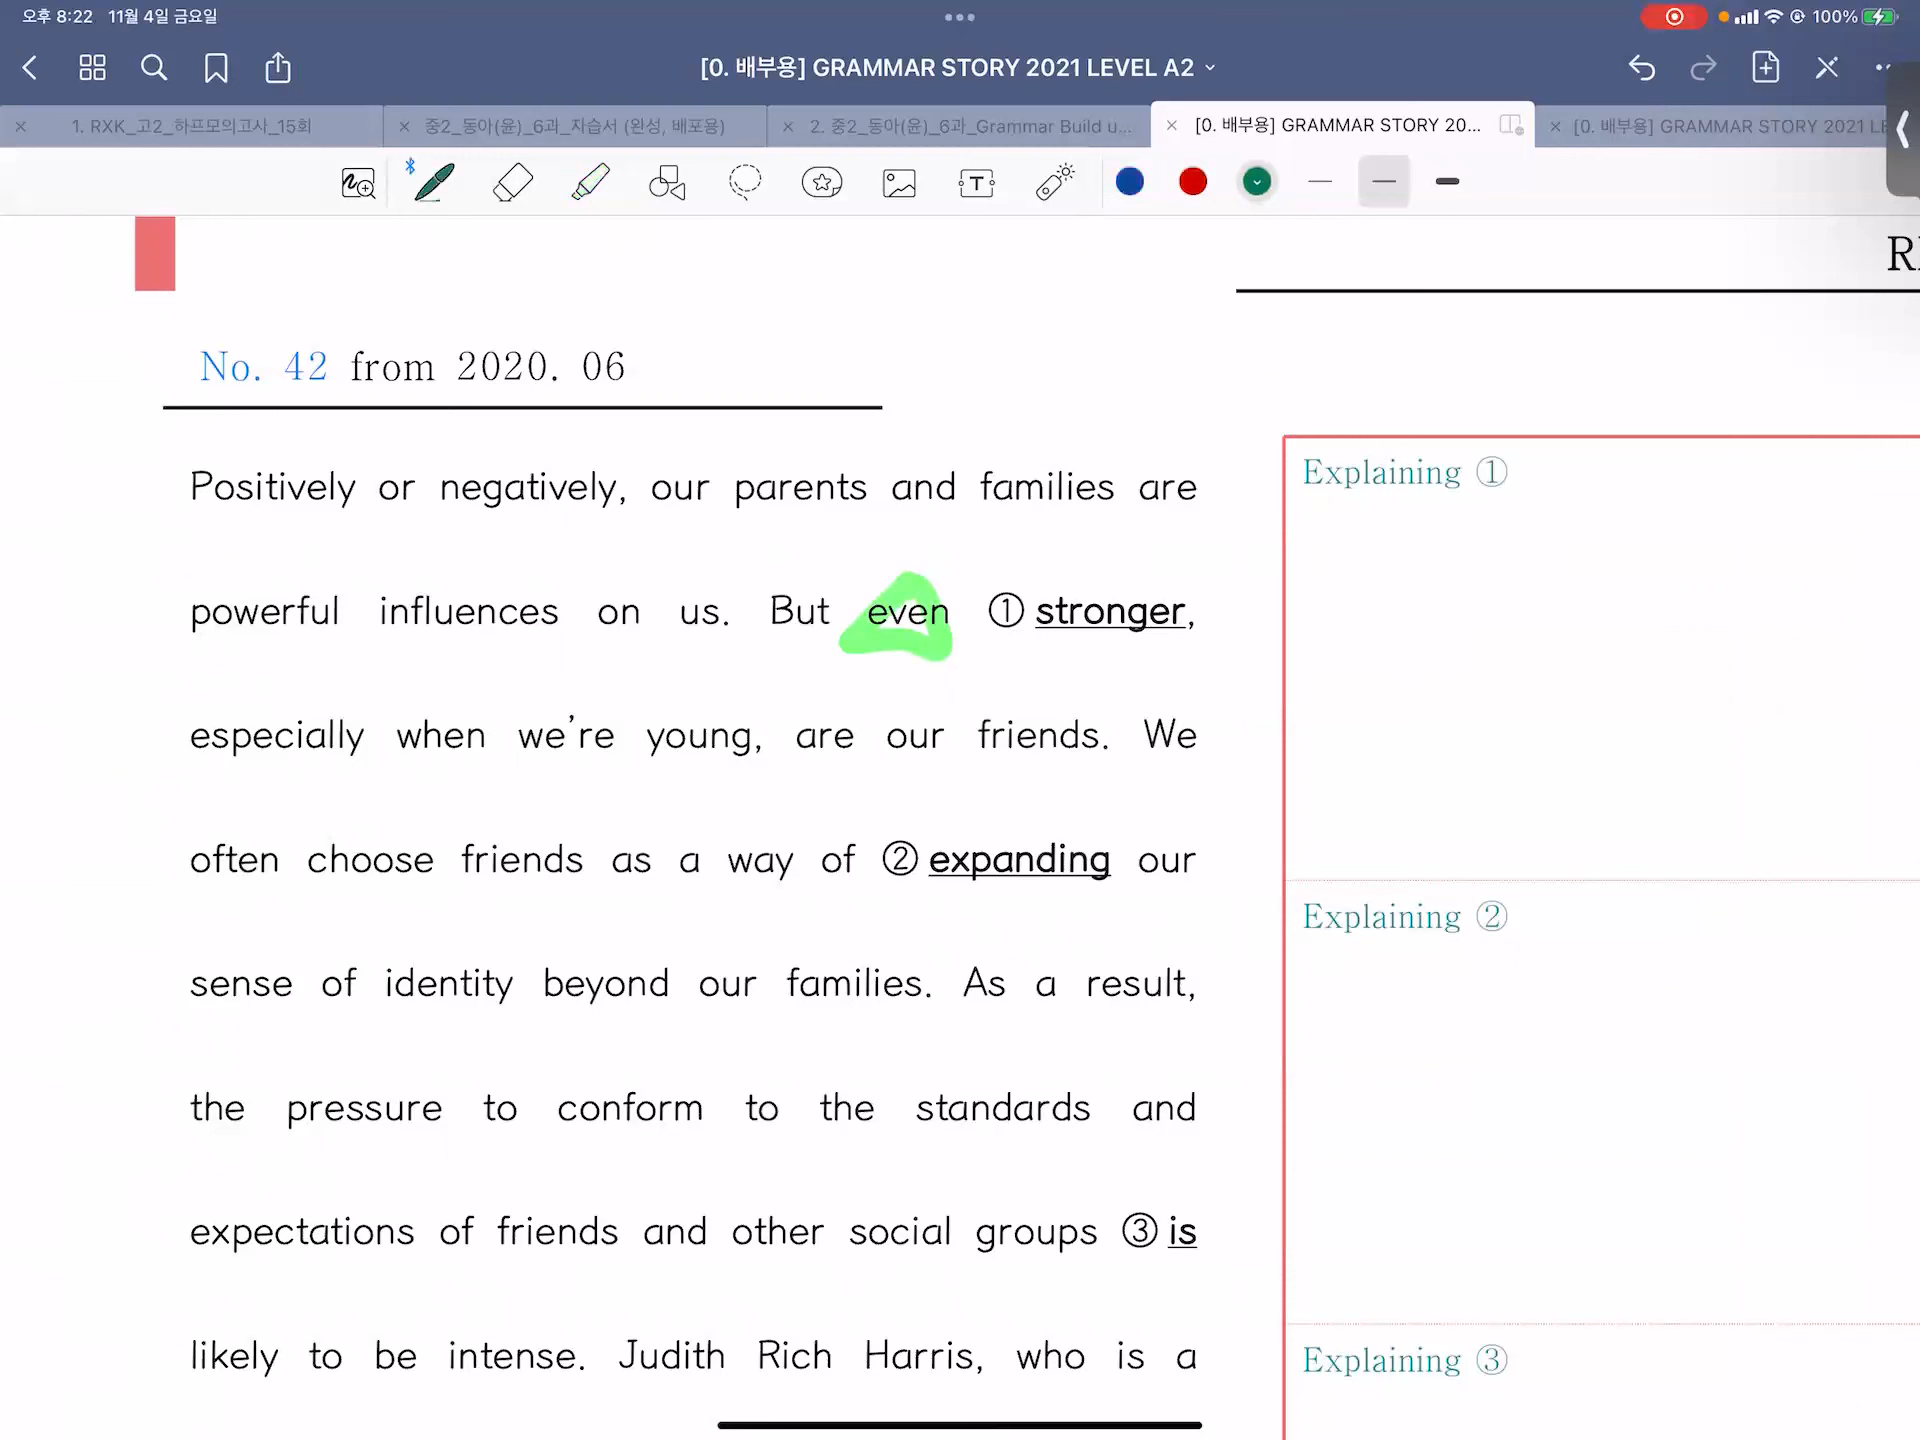 오후 8:22 11월 4일 금요일
100%
[0. 배부용] GRAMMAR STORY 2021 LEVEL A2
1. RXK_고2_하프모의고사_15회
중2_동아(윤)_6과_자습서 (완성, 배포용)
2. 중2_동아(윤)_6과_Grammar Build u...
[0. 배부용] GRAMMAR STORY 20...
[0. 배부용] GRAMMAR STORY 2021 LE
No. 42 from 2020. 06
Positively or negatively, our parents and families are
powerful influences on us. But even ① stronger,
especially when we're young, are our friends. We
often choose friends as a way of ② expanding our
sense of identity beyond our families. As a result,
the pressure to conform to the standards and
expectations of friends and other social groups ③ is
likely to be intense. Judith Rich Harris, who is a
Explaining ①
Explaining ②
Explaining ③